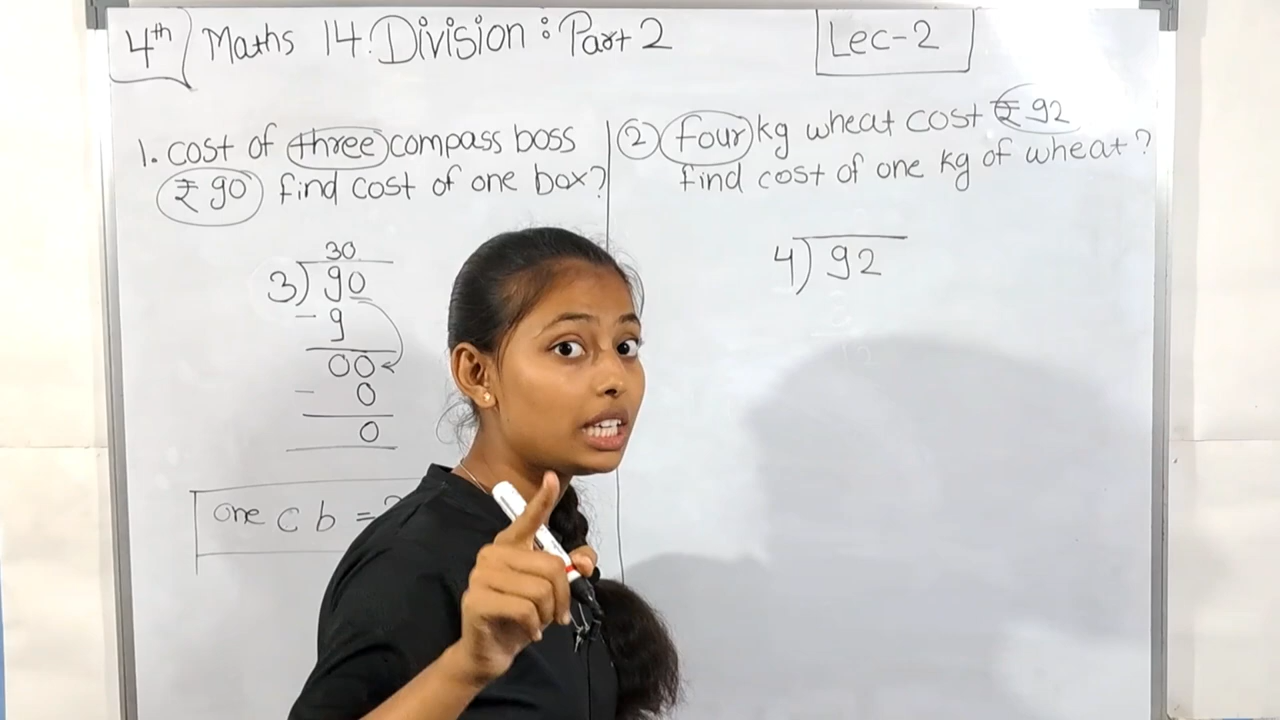 4th Maths 14. Division : Part 2
Lec-2
1. cost of three compass boss
₹ 90 find cost of one box?
30
3) 90
- 9
00
- 0
0
one c b =
② four kg wheat cost ₹ 92
find cost of one kg of wheat?
4) 92